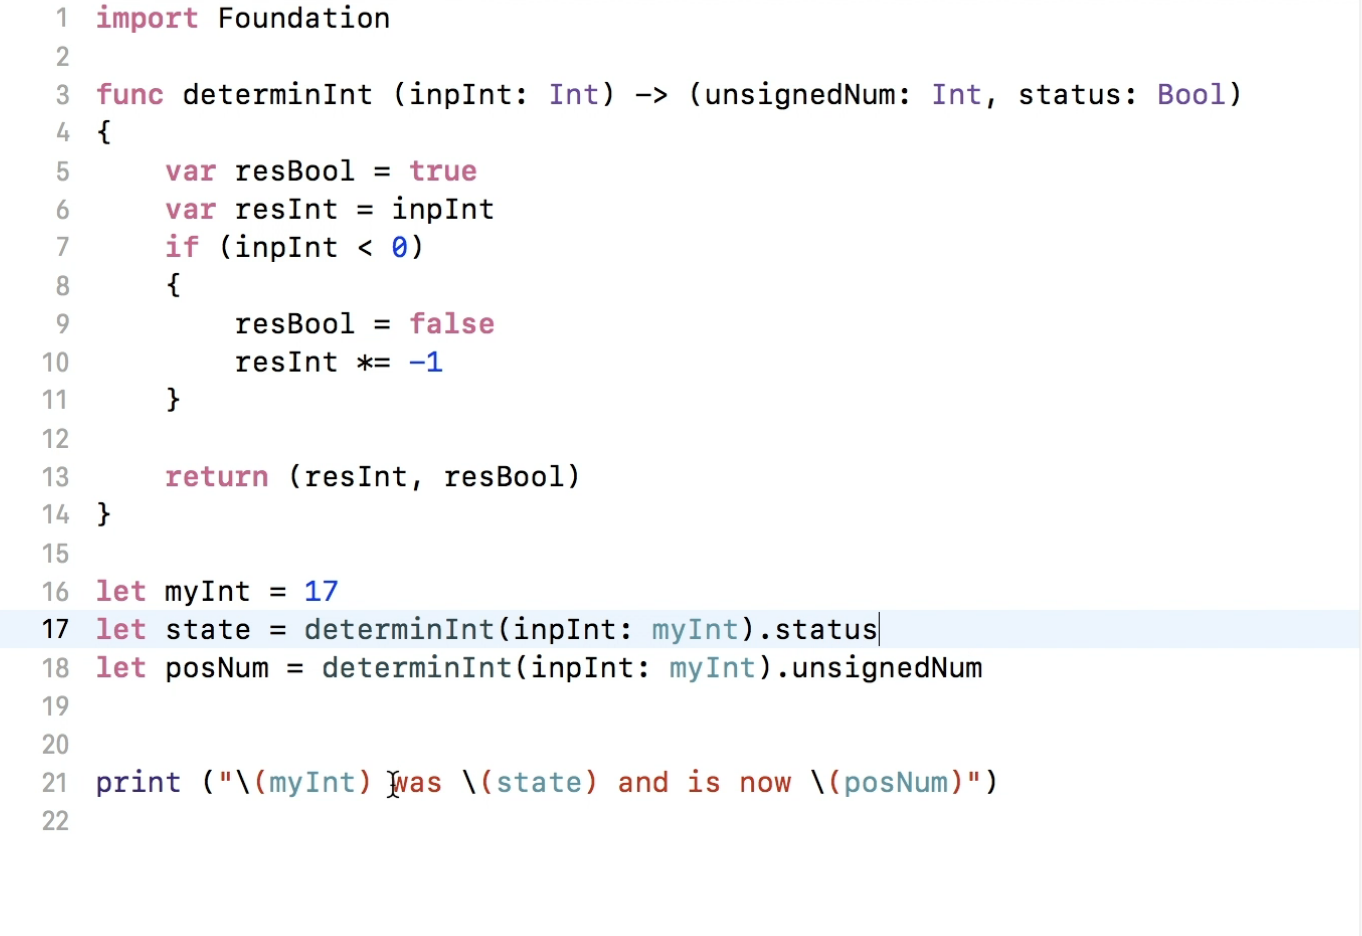 1 import Foundation
2
3 func determinInt (inpInt: Int) -> (unsignedNum: Int, status: Bool)
4 {
5     var resBool = true
6     var resInt = inpInt
7     if (inpInt < 0)
8     {
9         resBool = false
10         resInt *= -1
11     }
12
13     return (resInt, resBool)
14 }
15
16 let myInt = 17
17 let state = determinInt(inpInt: myInt).status
18 let posNum = determinInt(inpInt: myInt).unsignedNum
19
20
21 print ("\(myInt) was \(state) and is now \(posNum)")
22